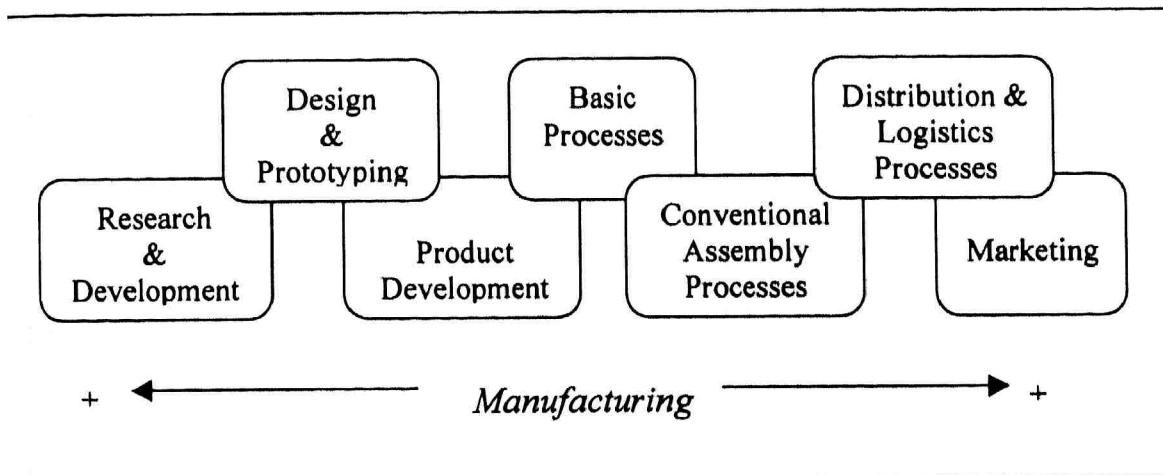 Design
&
Prototyping
Basic
Processes
Distribution &
Logistics
Processes
Research
&
Development
Product
Development
Conventional
Assembly
Processes
Marketing
+
Manufacturing
+